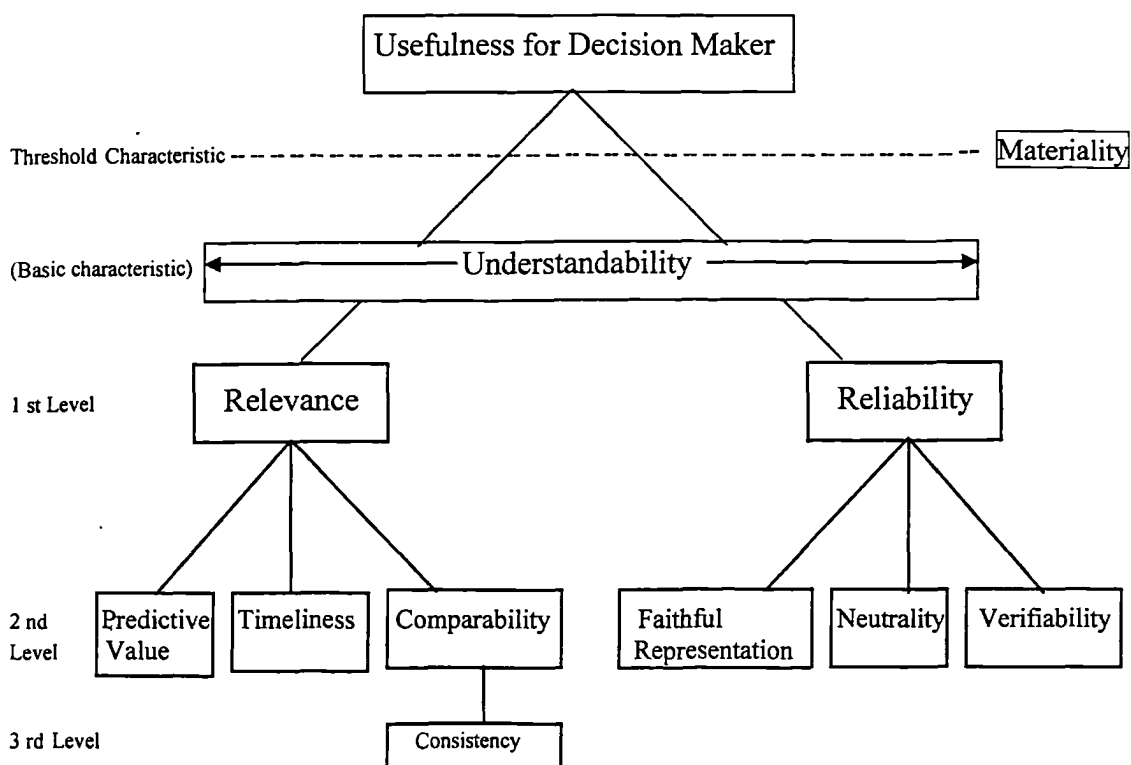 Usefulness for Decision Maker
Threshold Characteristic
Materiality
(Basic characteristic)
Understandability
1 st Level
Relevance
Reliability
2 nd
Level
Predictive
Value
Timeliness
Comparability
Faithful
Representation
Neutrality
Verifiability
3 rd Level
Consistency